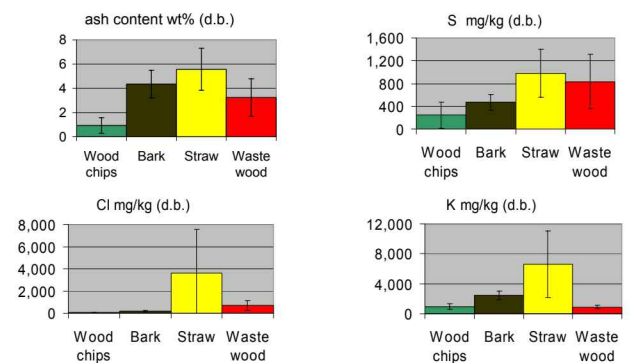 ash content wt% (d.b.)
8
6
4
2
0
Wood chips
Bark
Straw
Waste wood
S mg/kg (d.b.)
1,600
1,200
800
400
0
Wood chips
Bark
Straw
Waste wood
Cl mg/kg (d.b.)
8,000
6,000
4,000
2,000
0
Wood chips
Bark
Straw
Waste wood
K mg/kg (d.b.)
12,000
8,000
4,000
0
Wood chips
Bark
Straw
Waste wood